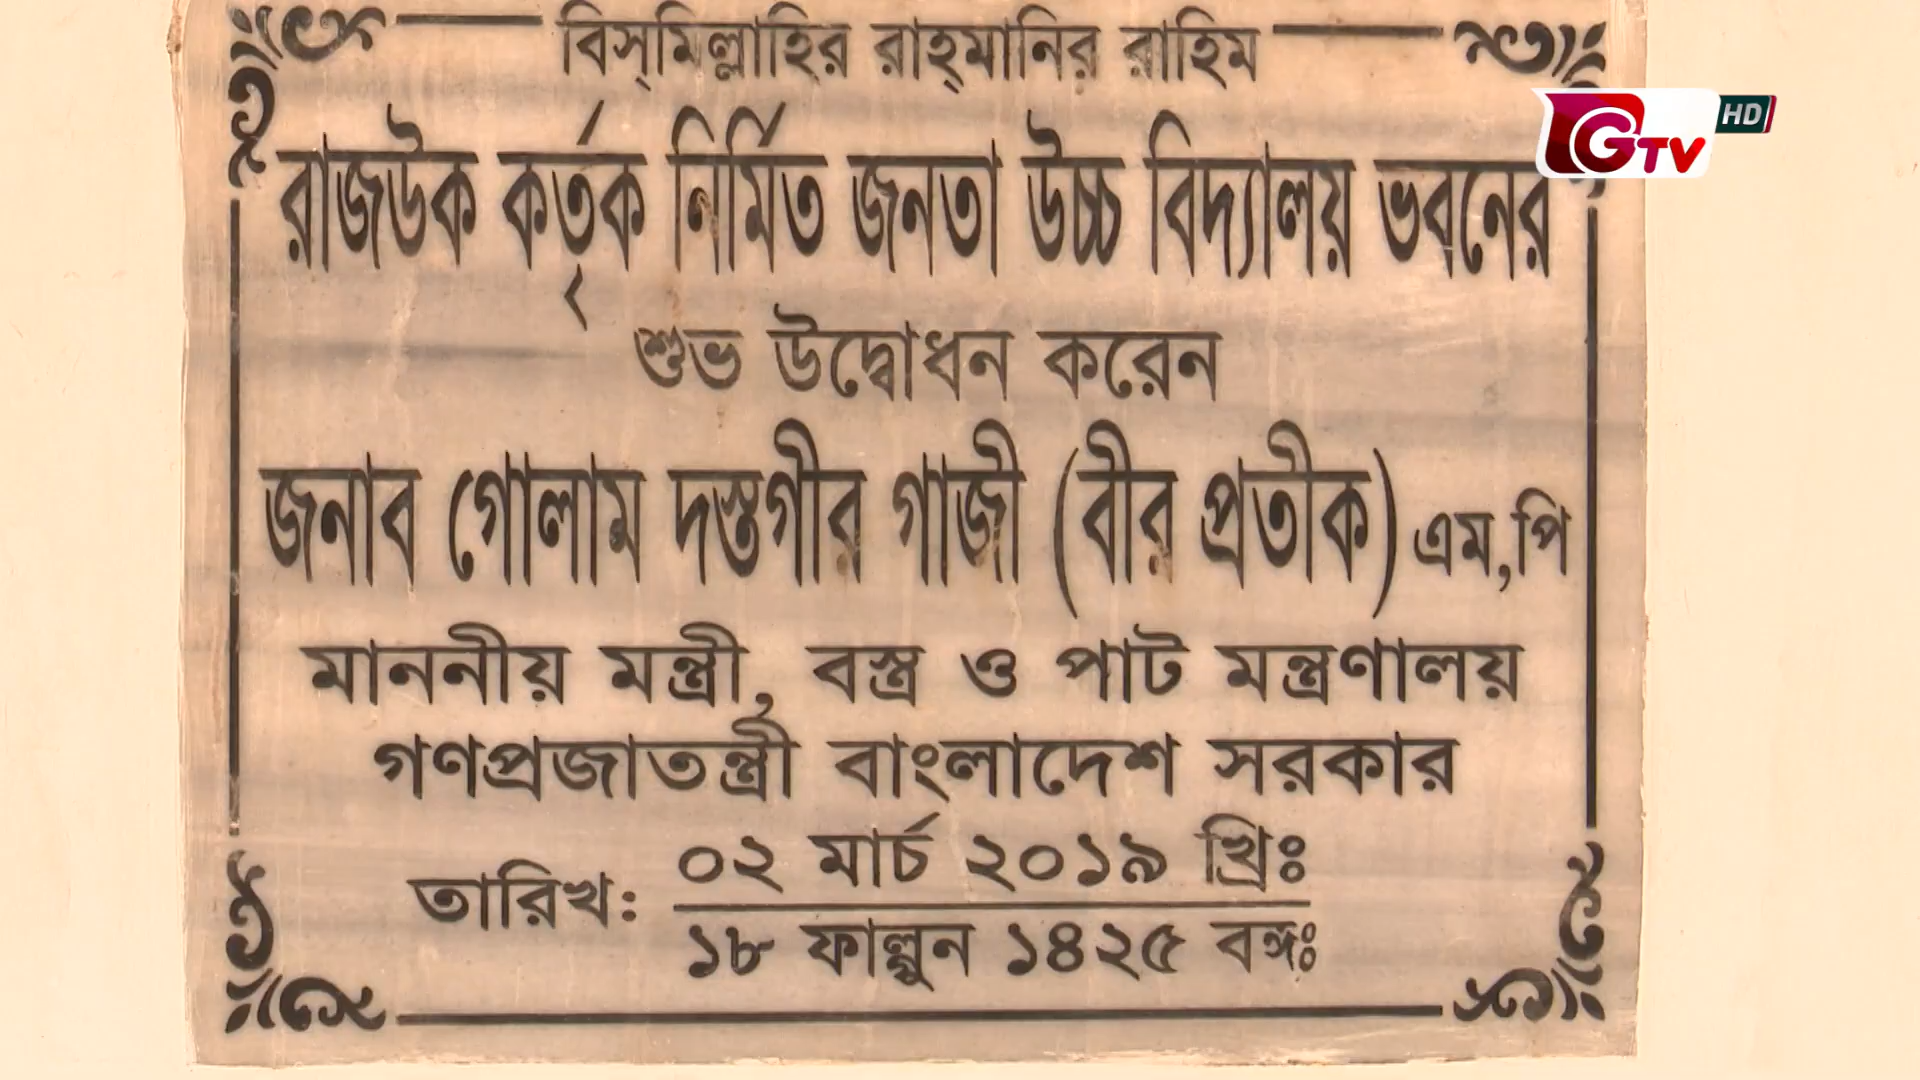 বিস্‌মিল্লাহির রাহ্‌মানির রাহিম
রাজউক কর্তৃক নির্মিত জনতা উচ্চ বিদ্যালয় ভবনের
শুভ উদ্বোধন করেন
জনাব গোলাম দস্তগীর গাজী (বীর প্রতীক) এম,পি
মাননীয় মন্ত্রী, বস্ত্র ও পাট মন্ত্রণালয়
গণপ্রজাতন্ত্রী বাংলাদেশ সরকার
তারিখ: ০২ মার্চ ২০১৯ খ্রিঃ
১৮ ফাল্গুন ১৪২৫ বঙ্গঃ
GTV HD